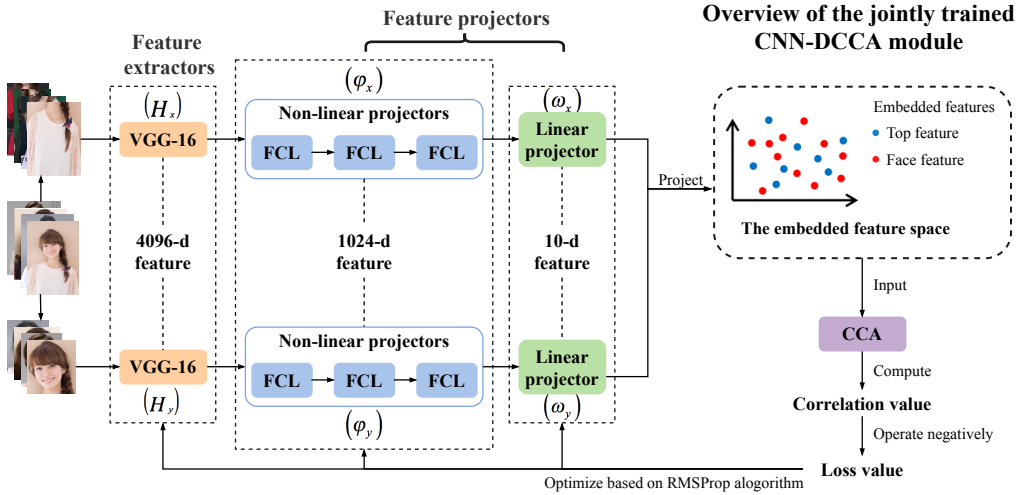 Overview of the jointly trained
CNN-DCCA module
Feature projectors
Feature
extractors
(φx)
(Hx)
(ωx)
Non-linear projectors
VGG-16
FCL
FCL
FCL
Linear
projector
Embedded features
Top feature
Face feature
Project
The embedded feature space
4096-d
feature
1024-d
feature
10-d
feature
Input
CCA
Non-linear projectors
VGG-16
FCL
FCL
FCL
Linear
projector
Compute
(Hy)
(φy)
(ωy)
Correlation value
Operate negatively
Loss value
Optimize based on RMSProp alogorithm